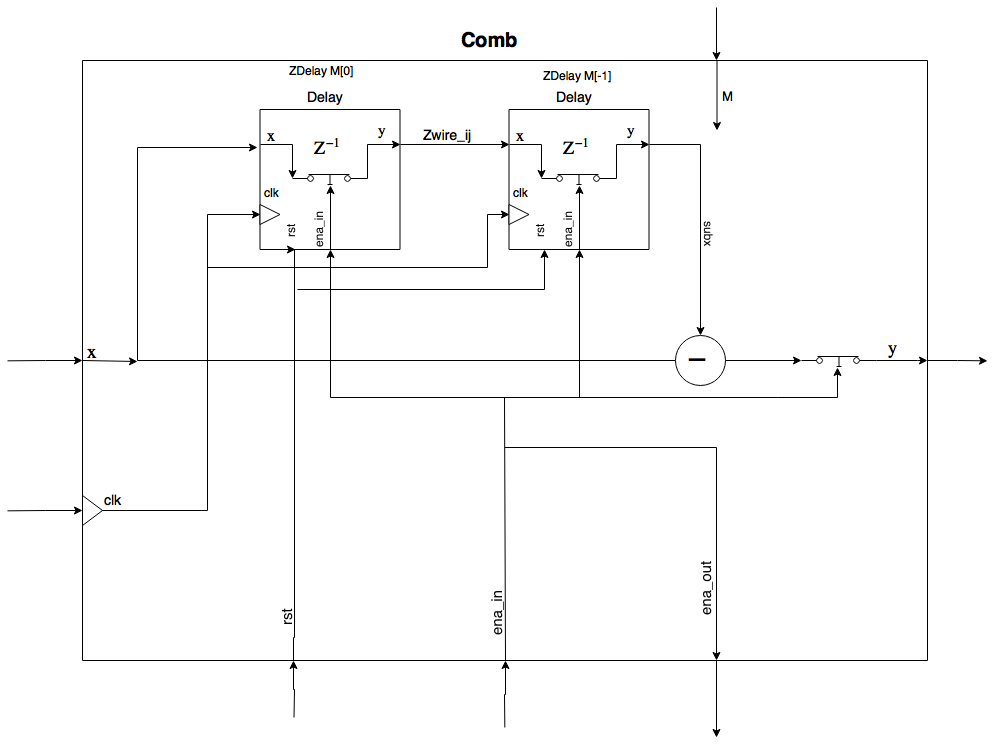 Comb
ZDelay M[0]
ZDelay M[-1]
M
Delay
Delay
x
Z⁻¹
y
Zwire_ij
x
Z⁻¹
y
clk
rst
ena_in
clk
rst
ena_in
subx
x
−
y
clk
rst
ena_in
ena_out